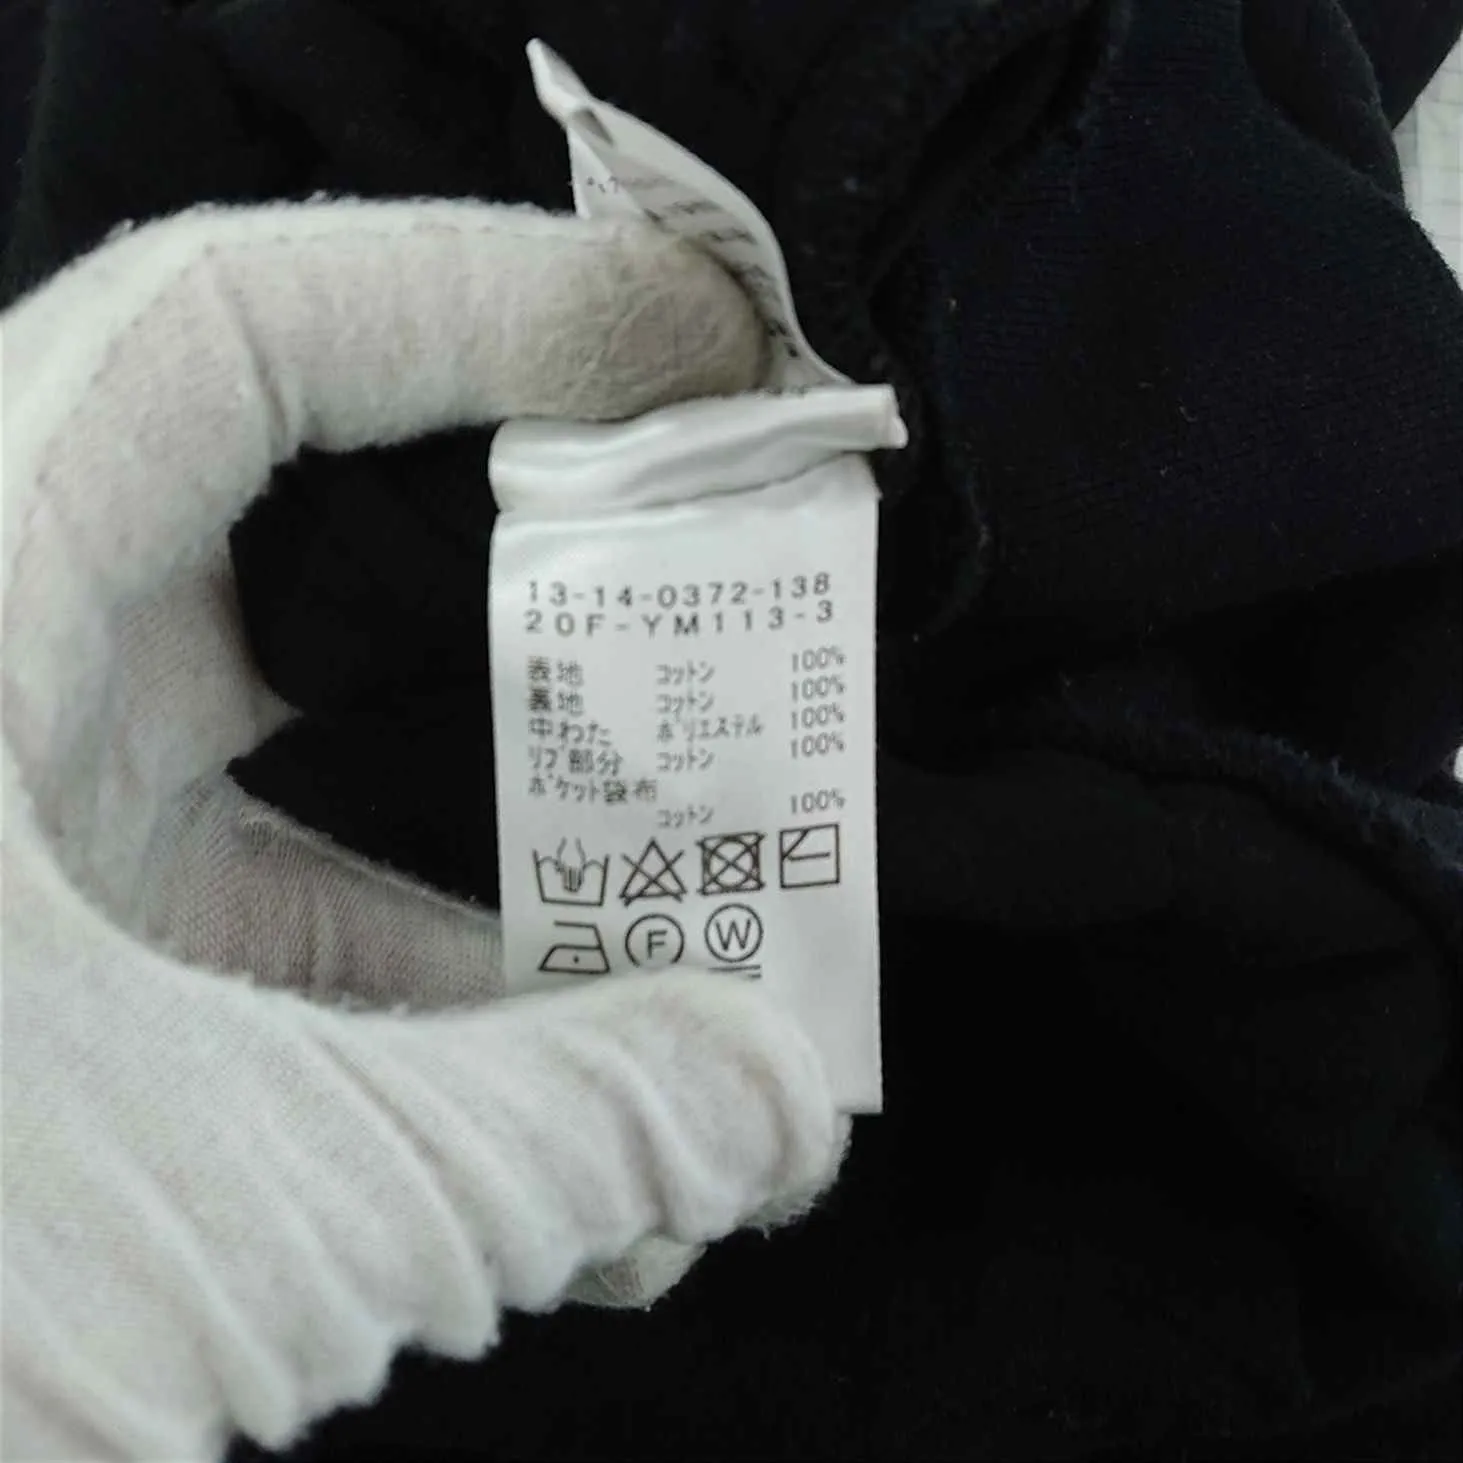 13-14-0372-138
20F-YM113-3
表地 コットン 100%
裏地 コットン 100%
中わた ポリエステル 100%
リブ部分 コットン 100%
ポケット袋布
コットン 100%
F W